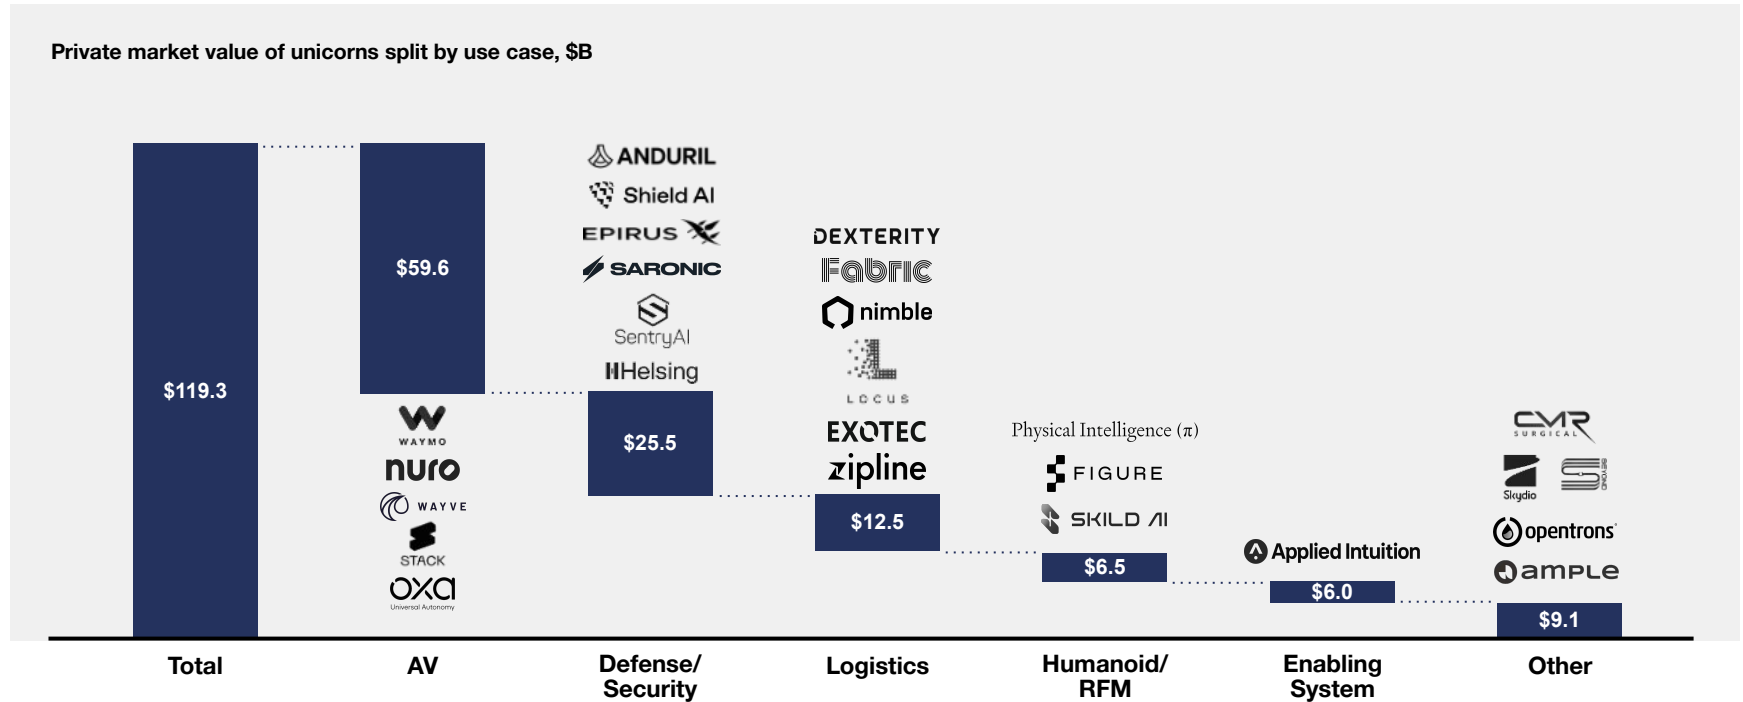 Private market value of unicorns split by use case, $B
$119.3
$59.6
WAYMO
nuro
WAYVE
STACK
oxa
Universal Autonomy
ANDURIL
Shield AI
EPIRUS
SARONIC
SentryAI
Helsing
$25.5
DEXTERITY
Fabric
nimble
LOCUS
EXOTEC
zipline
$12.5
Physical Intelligence (π)
FIGURE
SKILD AI
$6.5
Applied Intuition
$6.0
CMR
SURGICAL
Skydio
BEYOND
opentrons
AMPLE
$9.1
Total
AV
Defense/
Security
Logistics
Humanoid/
RFM
Enabling
System
Other